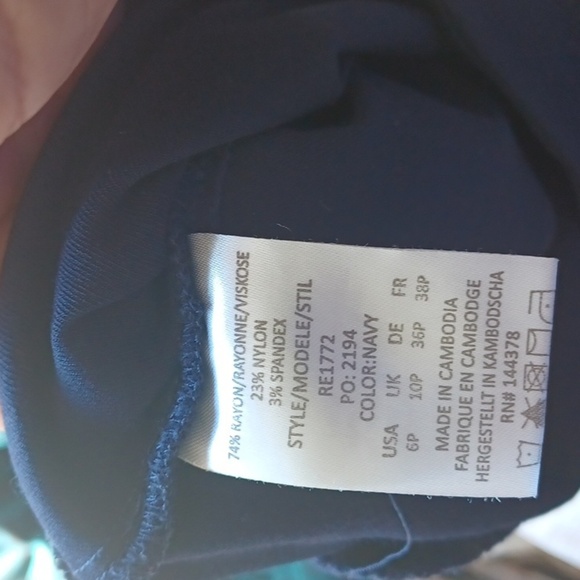 74% RAYON/RAYONNE/VISKOSE
23% NYLON
3% SPANDEX
STYLE/MODELE/STIL
RE1772
PO: 2194
COLOR:NAVY
USA UK DE FR
6P 10P 36P 38P
MADE IN CAMBODIA
FABRIQUE EN CAMBODGE
HERGESTELLT IN KAMBODSCHA
RN# 144378